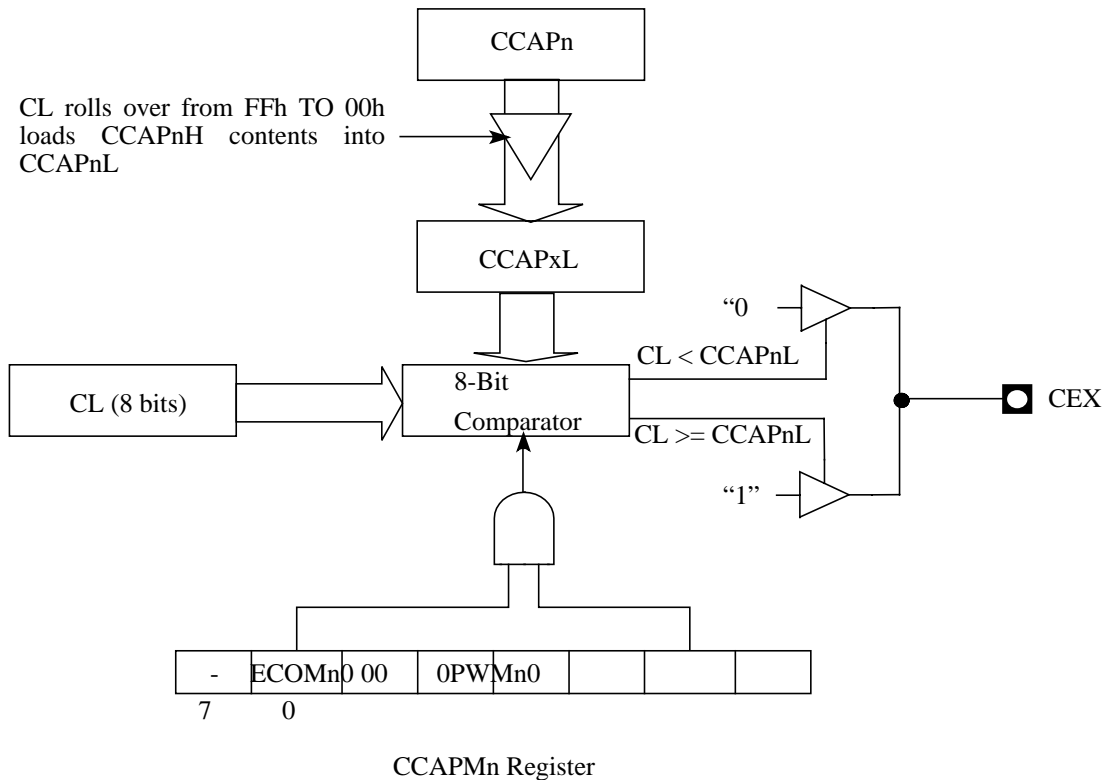 CCAPn
CL rolls over from FFh TO 00h
loads CCAPnH contents into
CCAPnL
CCAPxL
“0
CL < CCAPnL
8-Bit
CL (8 bits)
Comparator
CEX
CL >= CCAPnL
“1”
- ECOMn0 00 0PWMn0
7 0
CCAPMn Register